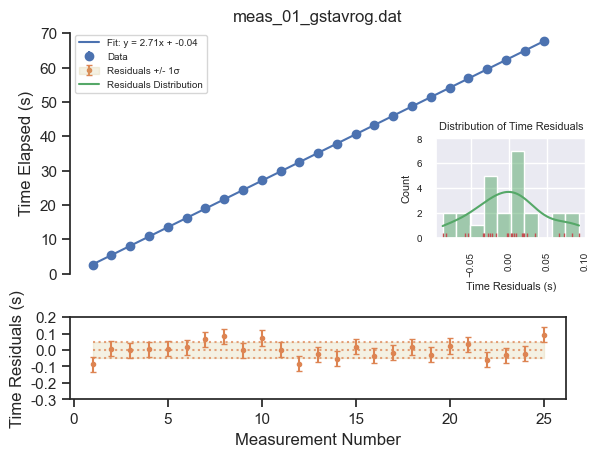 meas_01_gstavrog.dat
70
60
50
40
30
20
10
0
Time Elapsed (s)
Fit: y = 2.71x + -0.04
Data
Residuals +/- 1σ
Residuals Distribution
Distribution of Time Residuals
8
6
4
2
0
Count
−0.05
0.00
0.05
0.10
Time Residuals (s)
0.2
0.1
0.0
-0.1
-0.2
-0.3
Time Residuals (s)
0
5
10
15
20
25
Measurement Number